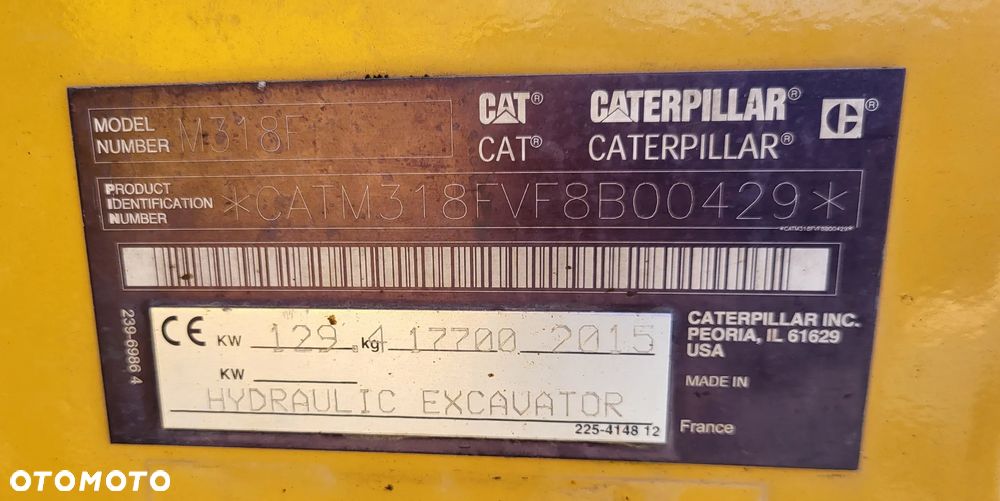 MODEL NUMBER M318F
CAT® CATERPILLAR®
CAT® CATERPILLAR®
PRODUCT IDENTIFICATION NUMBER *CATM318FVF8B00429*
*CATM318FVF8B00429*
239-6986 4
CE KW 129.4 kg 17700 2015
KW
HYDRAULIC EXCAVATOR
225-4148 12
CATERPILLAR INC.
PEORIA, IL 61629
USA
MADE IN
France
OTOMOTO